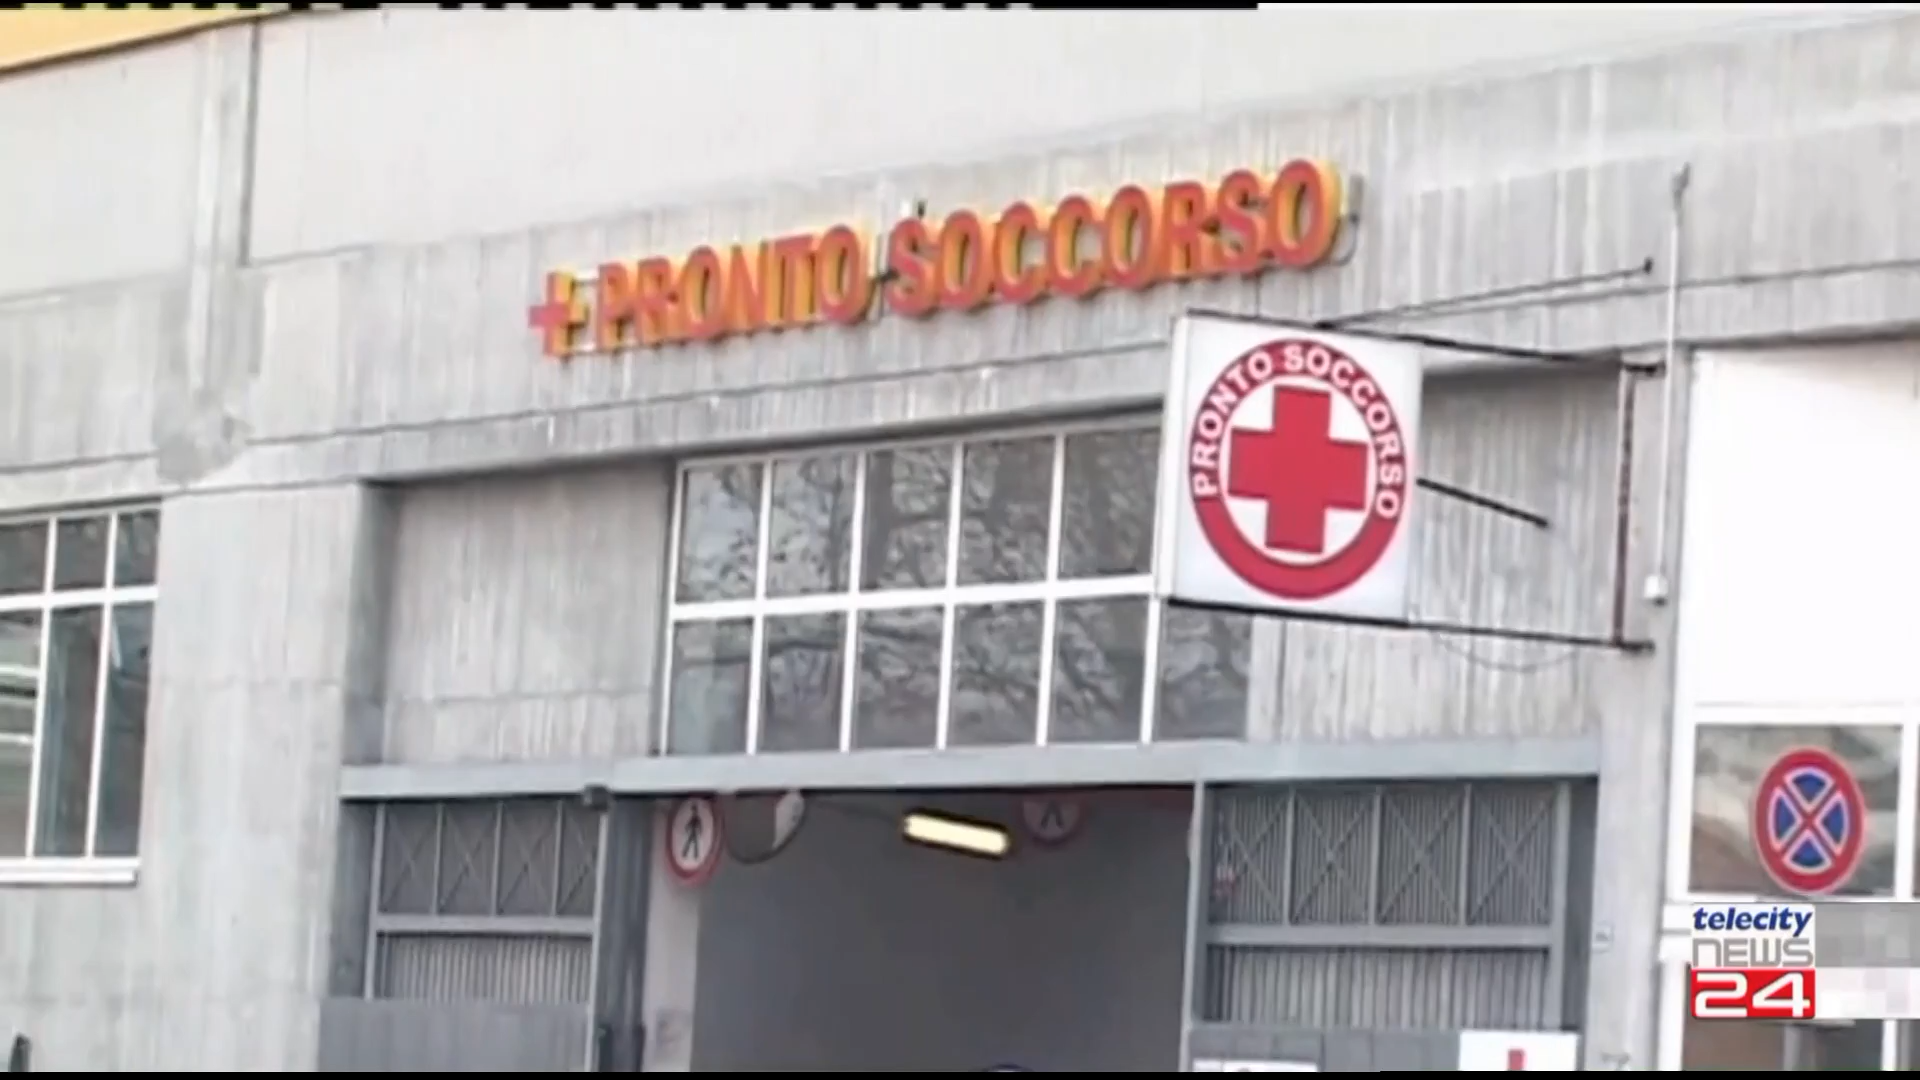 + PRONTO SOCCORSO
PRONTO SOCCORSO
telecity
NEWS
24